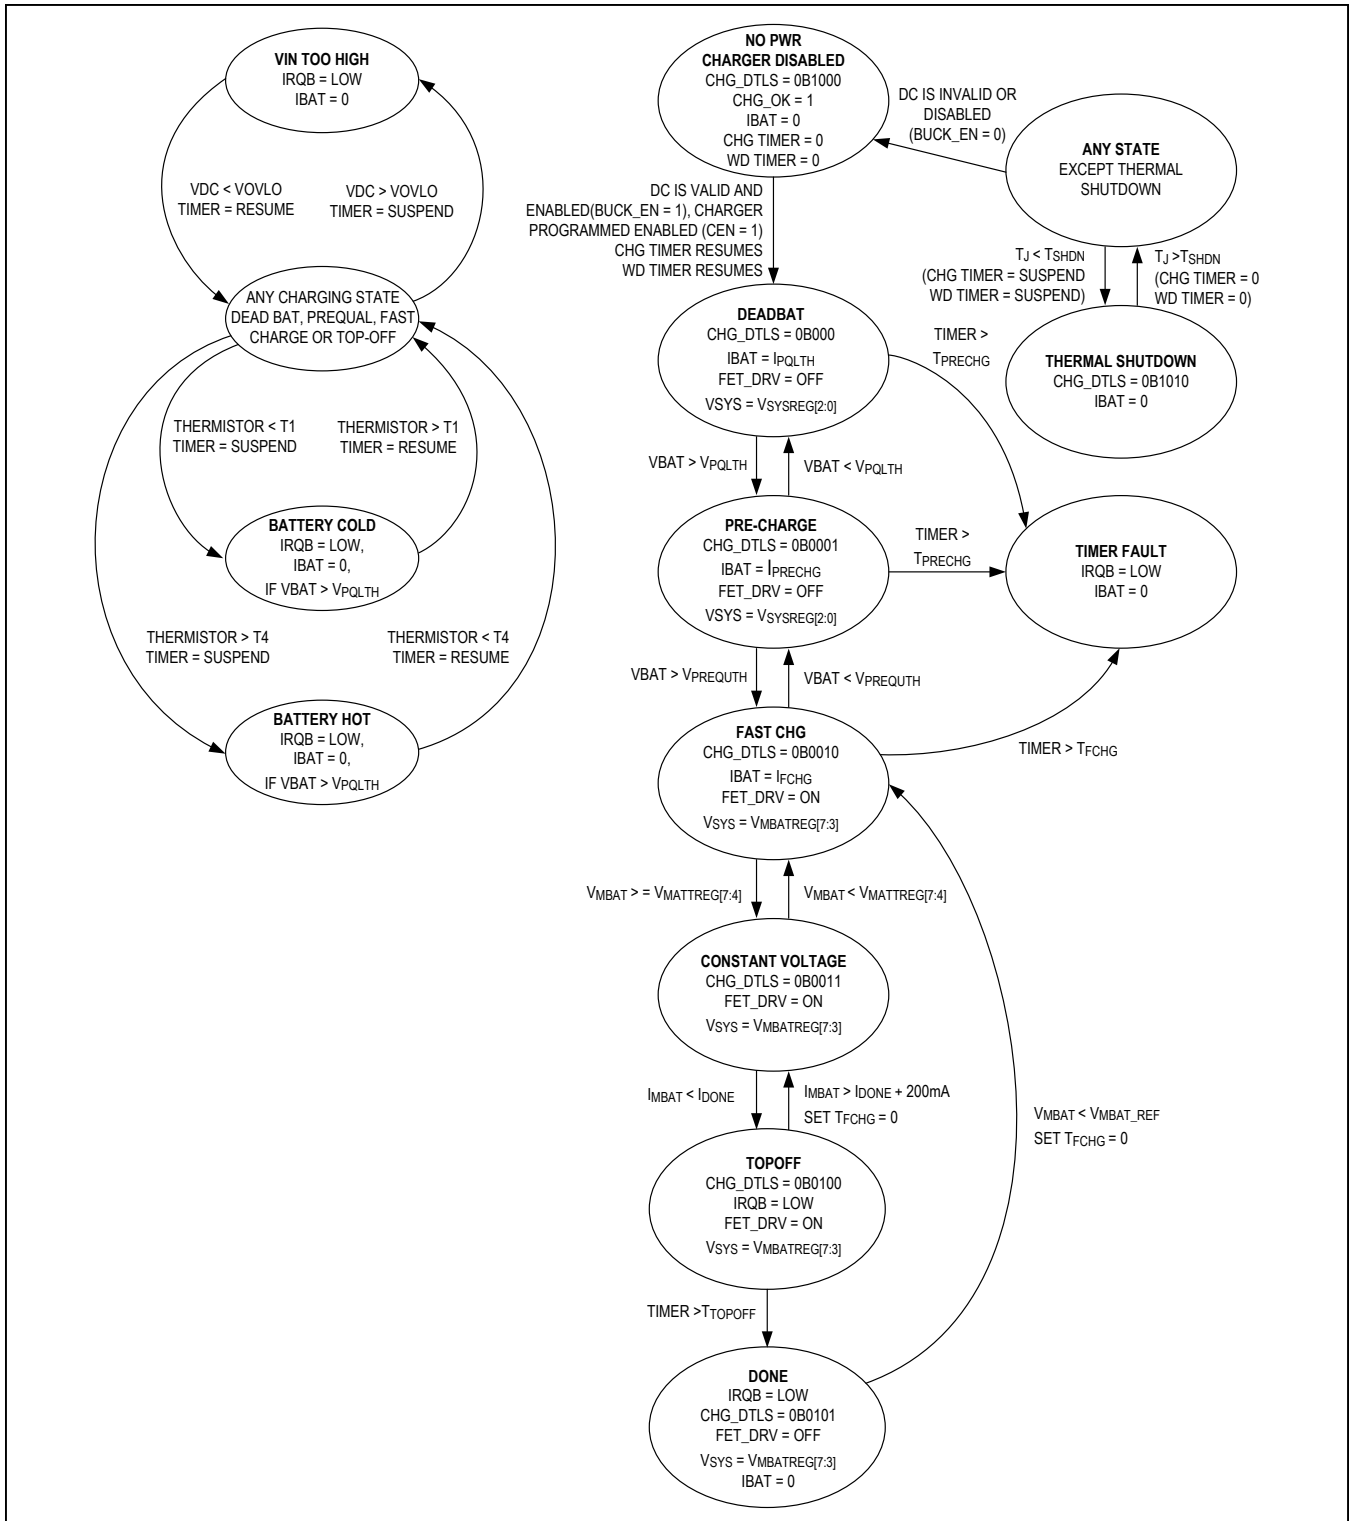 VIN TOO HIGH
IRQB = LOW
IBAT = 0
VDC < VOVLO
TIMER = RESUME
VDC > VOVLO
TIMER = SUSPEND
ANY CHARGING STATE
DEAD BAT, PREQUAL, FAST
CHARGE OR TOP-OFF
THERMISTOR < T1
TIMER = SUSPEND
THERMISTOR > T1
TIMER = RESUME
BATTERY COLD
IRQB = LOW,
IBAT = 0,
IF VBAT > VPQLTH
THERMISTOR > T4
TIMER = SUSPEND
THERMISTOR < T4
TIMER = RESUME
BATTERY HOT
IRQB = LOW,
IBAT = 0,
IF VBAT > VPQLTH
NO PWR
CHARGER DISABLED
CHG_DTLS = 0B1000
CHG_OK = 1
IBAT = 0
CHG TIMER = 0
WD TIMER = 0
DC IS INVALID OR
DISABLED
(BUCK_EN = 0)
ANY STATE
EXCEPT THERMAL
SHUTDOWN
DC IS VALID AND
ENABLED(BUCK_EN = 1), CHARGER
PROGRAMMED ENABLED (CEN = 1)
CHG TIMER RESUMES
WD TIMER RESUMES
TJ < TSHDN
(CHG TIMER = SUSPEND
WD TIMER = SUSPEND)
TJ >TSHDN
(CHG TIMER = 0
WD TIMER = 0)
THERMAL SHUTDOWN
CHG_DTLS = 0B1010
IBAT = 0
DEADBAT
CHG_DTLS = 0B000
IBAT = IPQLTH
FET_DRV = OFF
VSYS = VSYSREG[2:0]
TIMER >
TPRECHG
VBAT > VPQLTH
VBAT < VPQLTH
PRE-CHARGE
CHG_DTLS = 0B0001
IBAT = IPRECHG
FET_DRV = OFF
VSYS = VSYSREG[2:0]
TIMER >
TPRECHG
TIMER FAULT
IRQB = LOW
IBAT = 0
VBAT > VPREQUTH
VBAT < VPREQUTH
FAST CHG
CHG_DTLS = 0B0010
IBAT = IFCHG
FET_DRV = ON
VSYS = VMBATREG[7:3]
TIMER > TFCHG
VMBAT > = VMATTREG[7:4]
VMBAT < VMATTREG[7:4]
CONSTANT VOLTAGE
CHG_DTLS = 0B0011
FET_DRV = ON
VSYS = VMBATREG[7:3]
IMBAT < IDONE
IMBAT > IDONE + 200mA
SET TFCHG = 0
VMBAT < VMBAT_REF
SET TFCHG = 0
TOPOFF
CHG_DTLS = 0B0100
IRQB = LOW
FET_DRV = ON
VSYS = VMBATREG[7:3]
TIMER >TTOPOFF
DONE
IRQB = LOW
CHG_DTLS = 0B0101
FET_DRV = OFF
VSYS = VMBATREG[7:3]
IBAT = 0